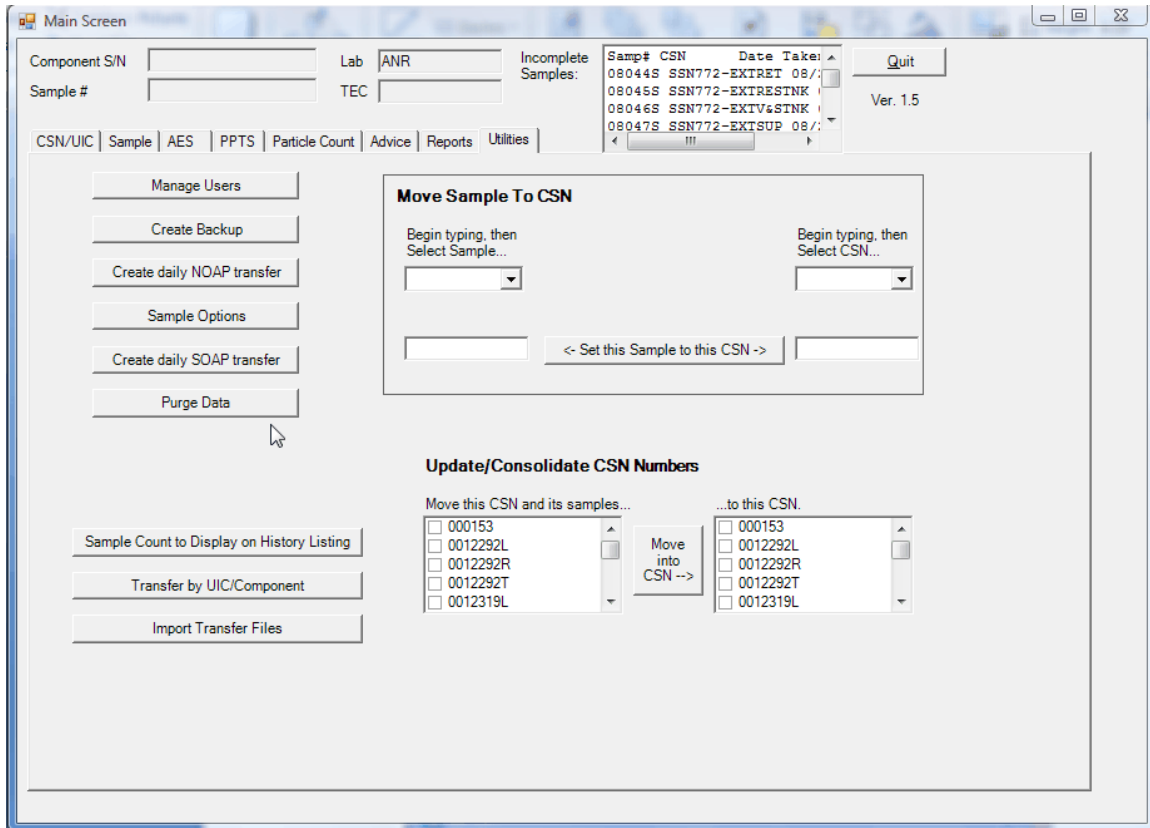 Main Screen
Component S/N
Lab ANR
Incomplete Samples:
Samp# CSN Date Taken
08044S SSN772-EXTRET 08/
08045S SSN772-EXTRESTNK
08046S SSN772-EXTV&STNK
08047S SSN772-EXTSUP 08/
Quit
Sample #
TEC
Ver. 1.5
CSN/UIC Sample AES PPTS Particle Count Advice Reports Utilities
Manage Users
Create Backup
Create daily NOAP transfer
Sample Options
Create daily SOAP transfer
Purge Data
Sample Count to Display on History Listing
Transfer by UIC/Component
Import Transfer Files
Move Sample To CSN
Begin typing, then
Select Sample...
Begin typing, then
Select CSN...
<- Set this Sample to this CSN ->
Update/Consolidate CSN Numbers
Move this CSN and its samples...
000153
0012292L
0012292R
0012292T
0012319L
Move
into
CSN -->
...to this CSN.
000153
0012292L
0012292R
0012292T
0012319L